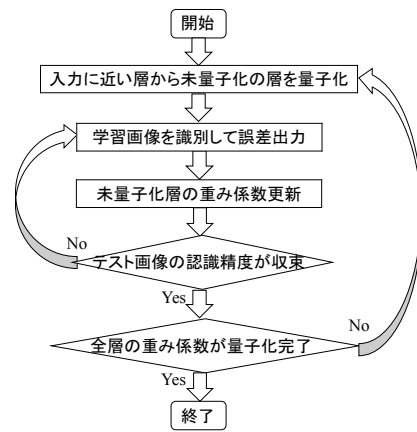 開始
入力に近い層から未量子化の層を量子化
学習画像を識別して誤差出力
未量子化層の重み係数更新
No
テスト画像の認識精度が収束
Yes
No
全層の重み係数が量子化完了
Yes
終了